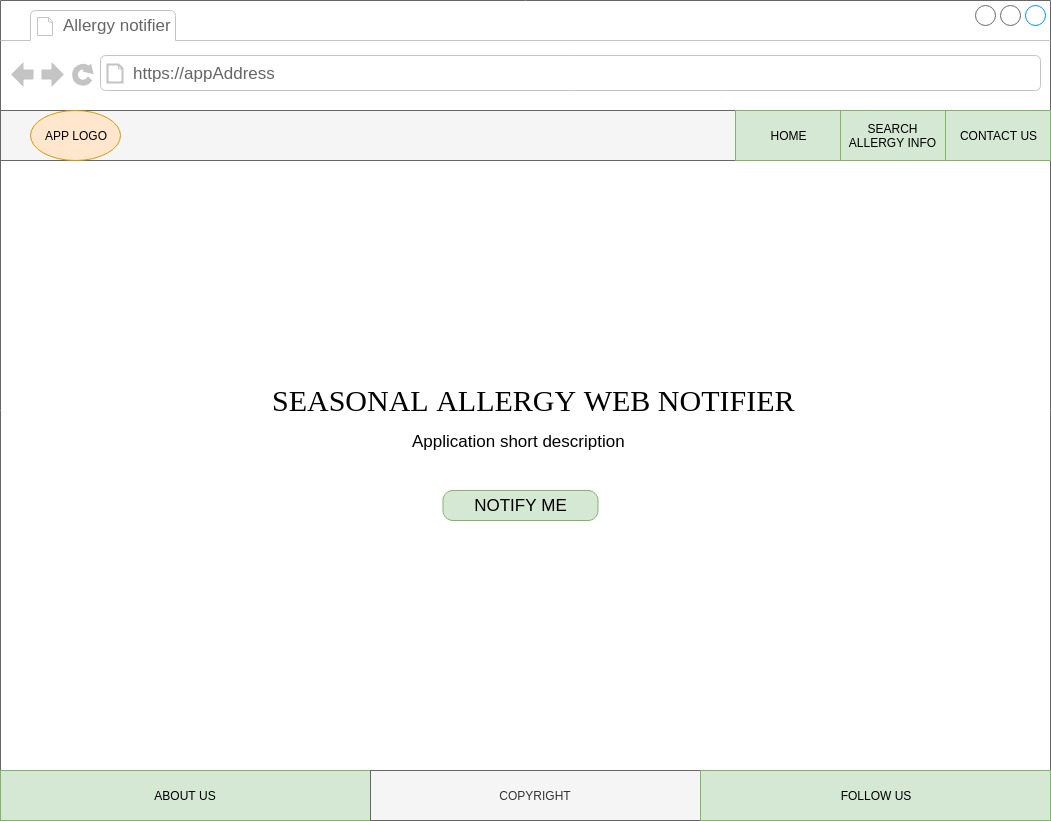 Allergy notifier
https://appAddress
APP LOGO
HOME
SEARCH
ALLERGY INFO
CONTACT US
SEASONAL ALLERGY WEB NOTIFIER
Application short description
NOTIFY ME
ABOUT US
COPYRIGHT
FOLLOW US